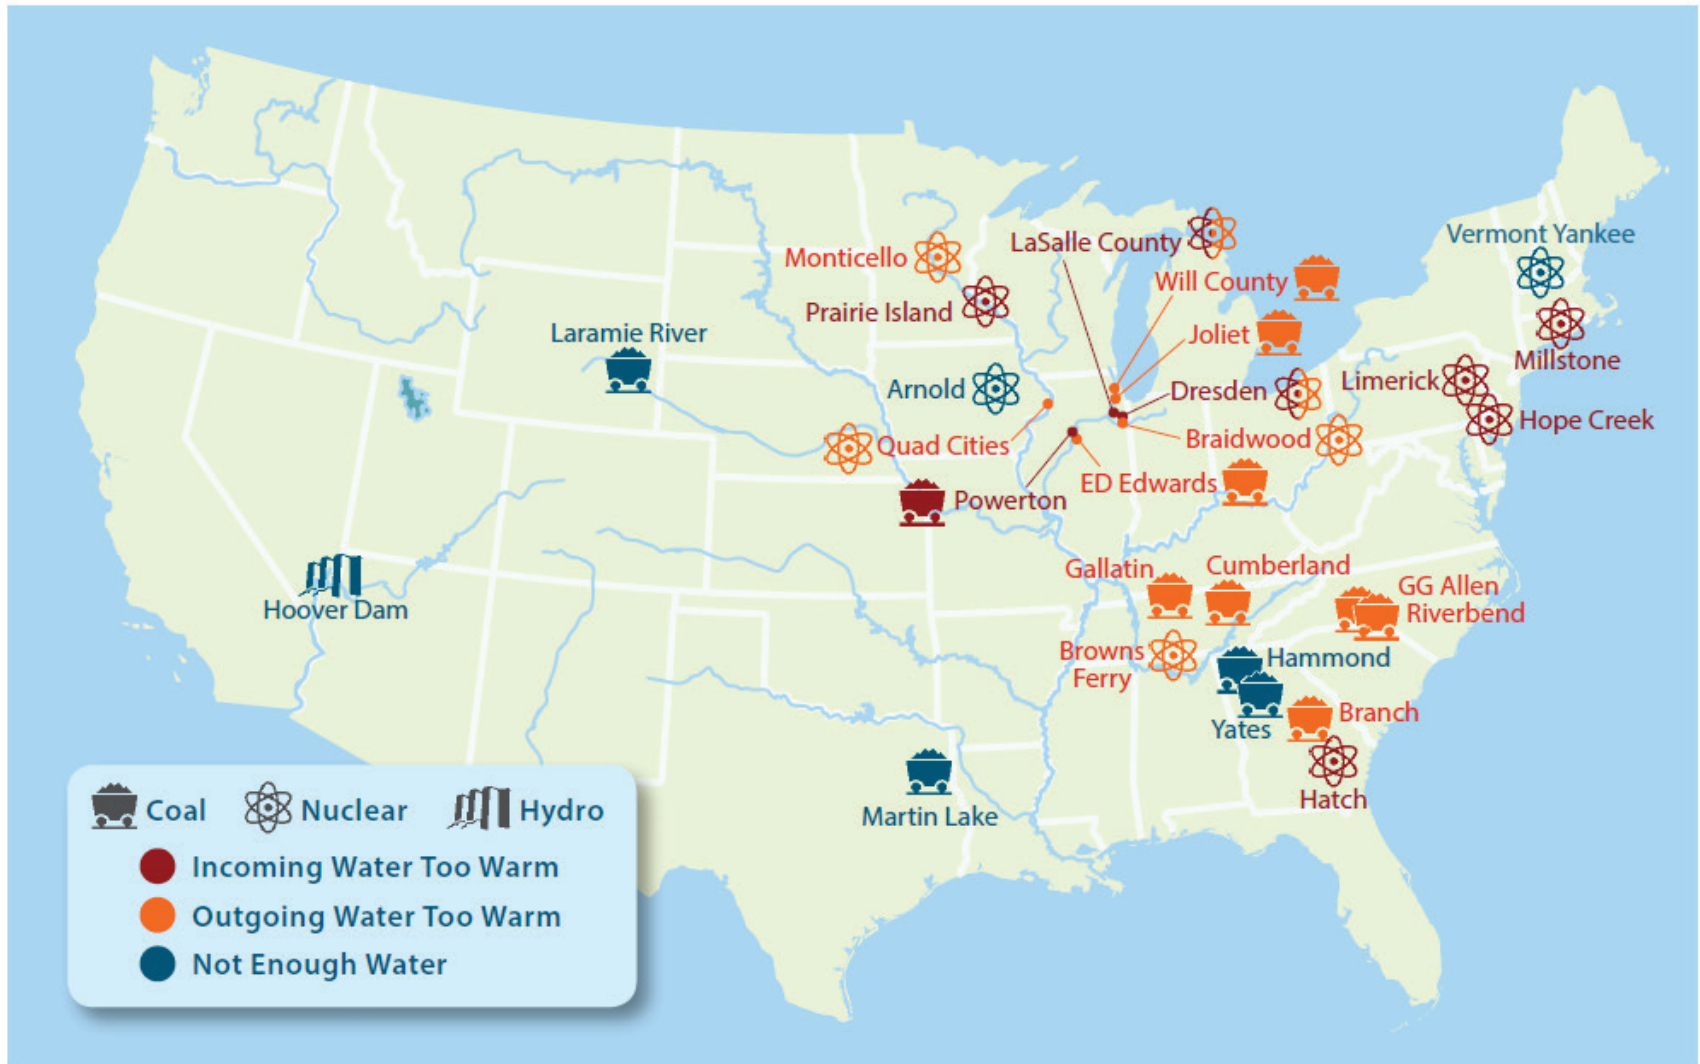 Vermont Yankee
LaSalle County
Monticello
Will County
Prairie Island
Laramie River
Joliet
Millstone
Arnold
Dresden
Limerick
Hope Creek
Quad Cities
Braidwood
ED Edwards
Powerton
Gallatin
Cumberland
GG Allen
Riverbend
Hoover Dam
Browns
Ferry
Hammond
Yates
Branch
Hatch
Martin Lake
Coal
Nuclear
Hydro
Incoming Water Too Warm
Outgoing Water Too Warm
Not Enough Water